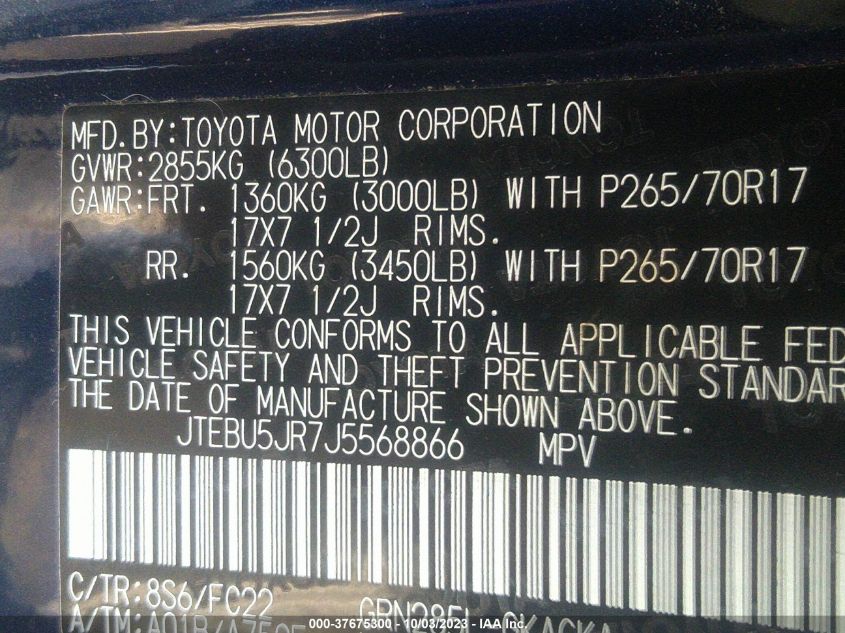 MFD.BY:TOYOTA MOTOR CORPORATION
GVWR:2855KG (6300LB)
GAWR:FRT. 1360KG (3000LB) WITH P265/70R17
17X7 1/2J RIMS.
RR. 1560KG (3450LB) WITH P265/70R17
17X7 1/2J RIMS.
THIS VEHICLE CONFORMS TO ALL APPLICABLE FED
VEHICLE SAFETY AND THEFT PREVENTION STANDAR
THE DATE OF MANUFACTURE SHOWN ABOVE.
JTEBU5JR7J5568866 MPV
C/TR:8S6/FC22
000-37675300 - 10/03/2023 - IAA Inc.